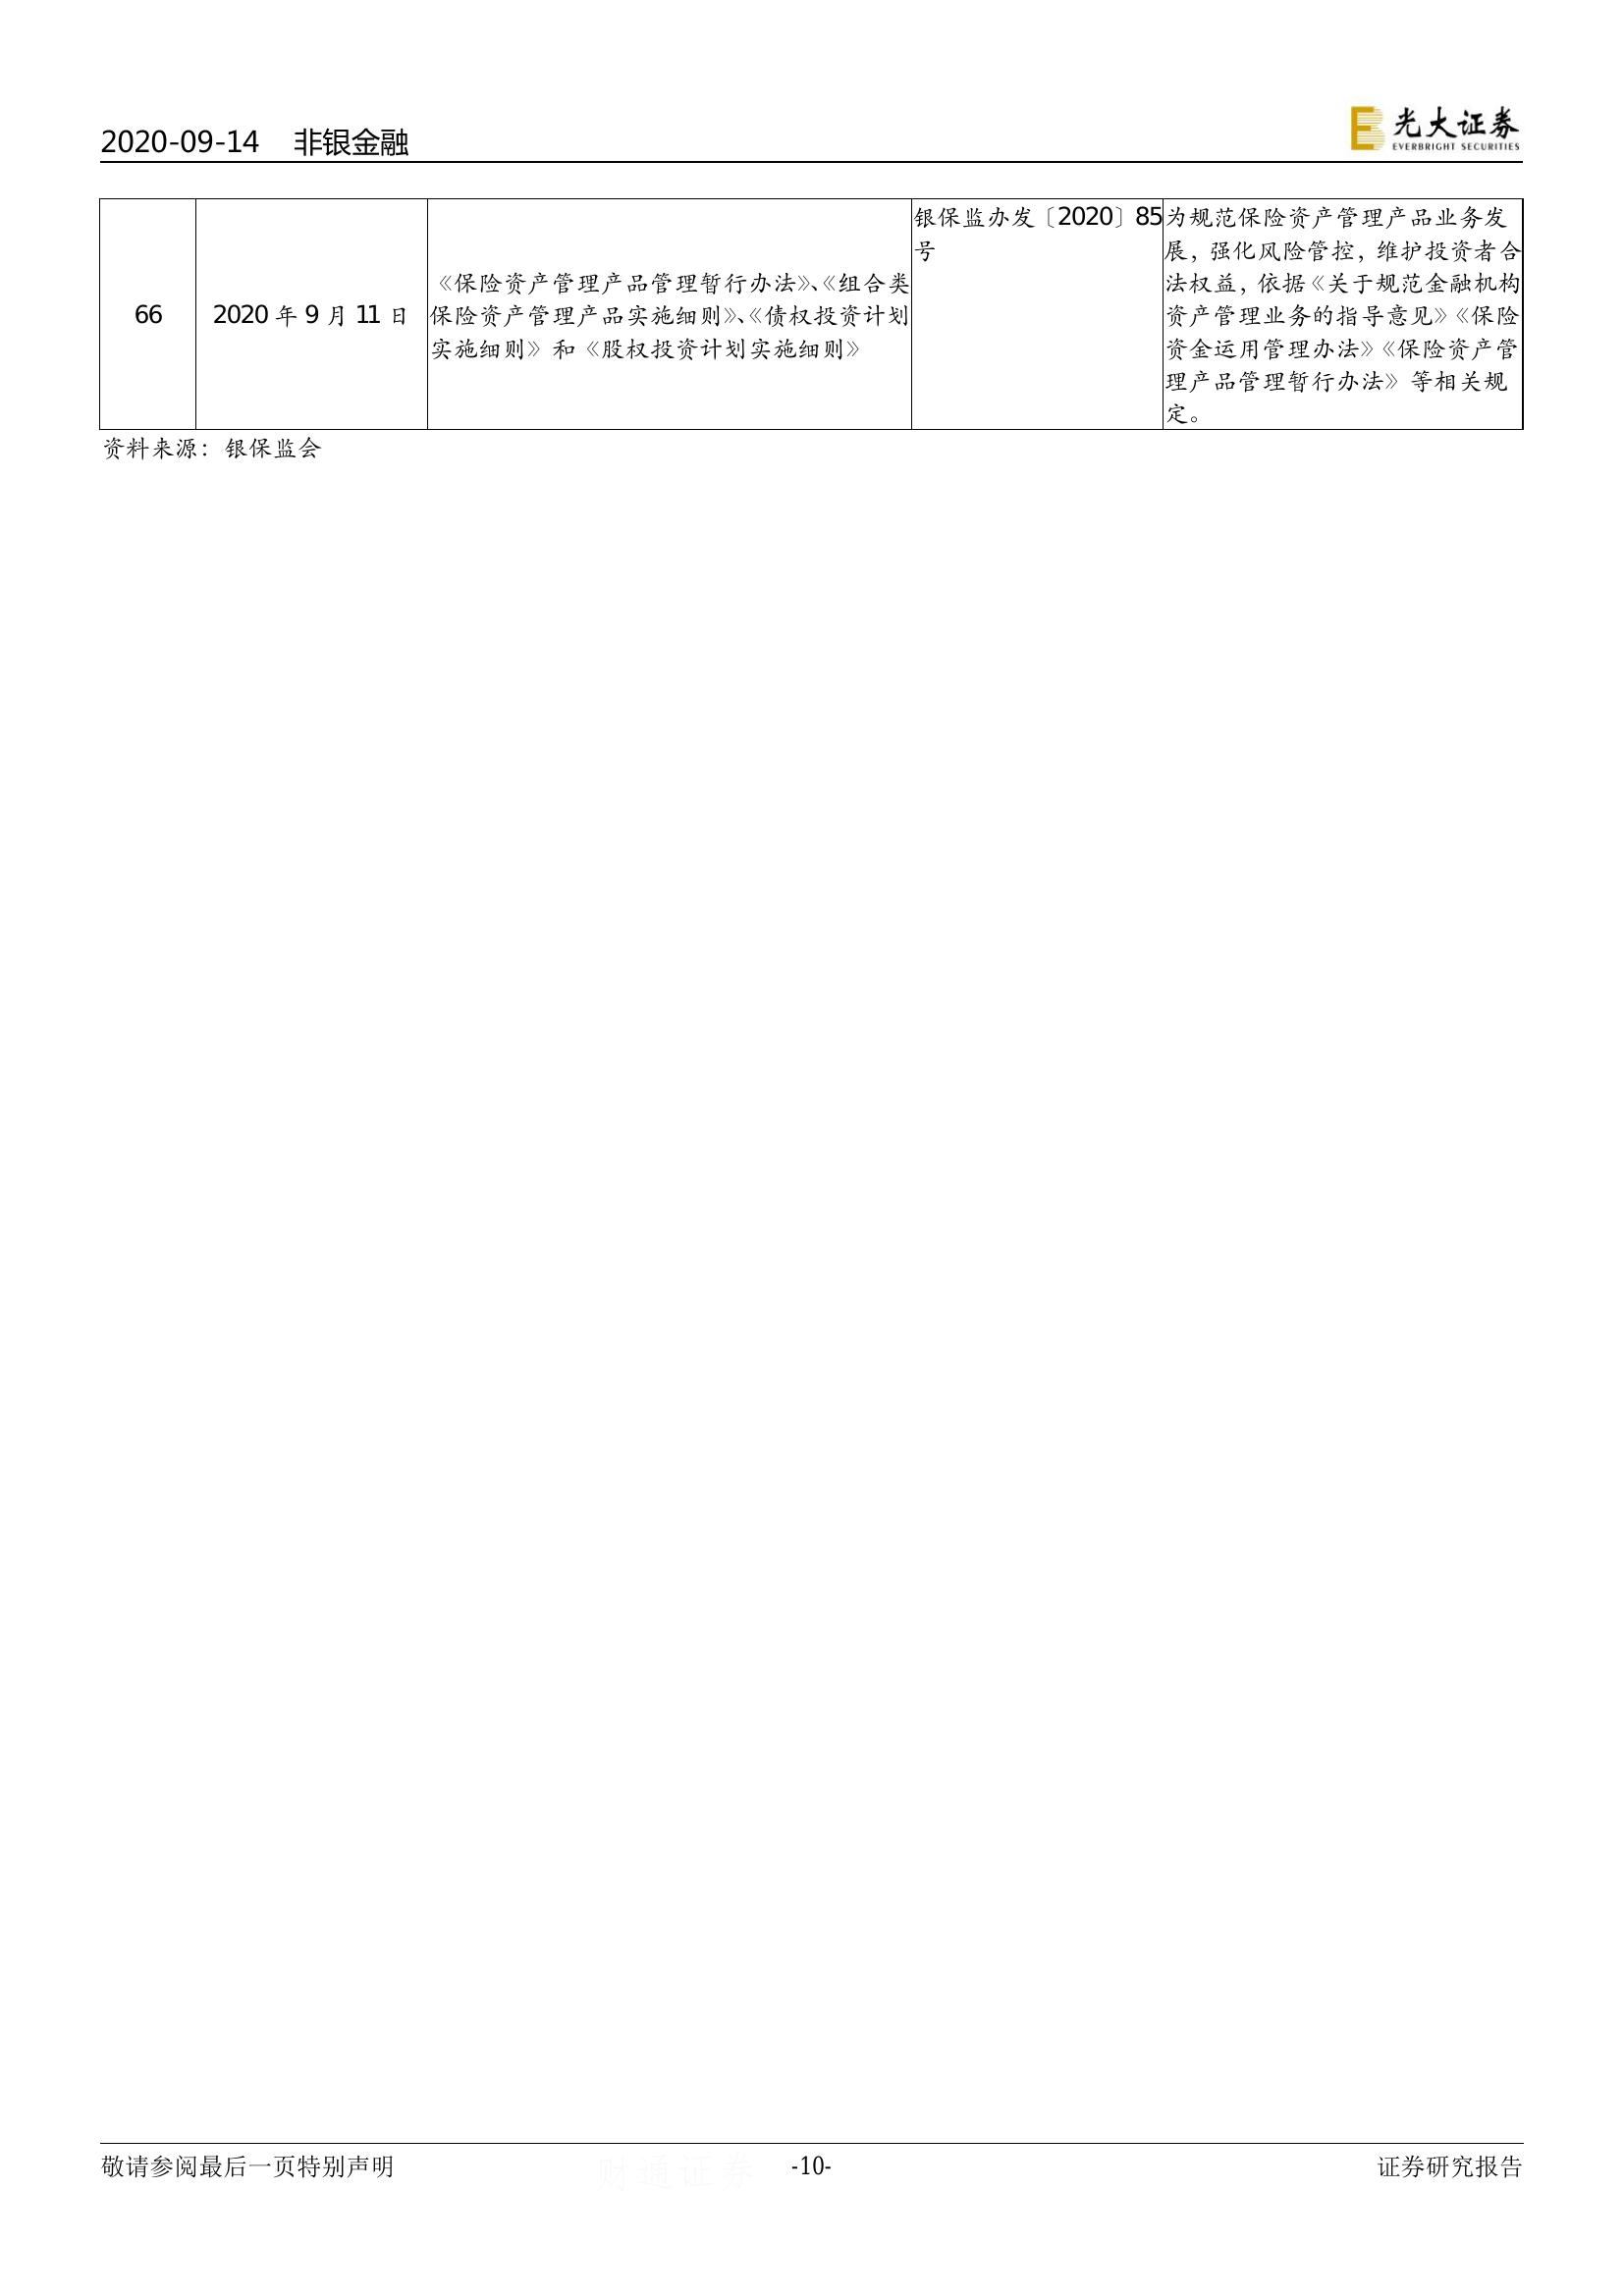 2020-09-14 非银金融
光大证券
EVERBRIGHT SECURITIES
66
2020 年 9 月 11 日
《保险资产管理产品管理暂行办法》、《组合类
保险资产管理产品实施细则》、《债权投资计划
实施细则》和《股权投资计划实施细则》
银保监办发〔2020〕85
号
为规范保险资产管理产品业务发
展，强化风险管控，维护投资者合
法权益，依据《关于规范金融机构
资产管理业务的指导意见》《保险
资金运用管理办法》《保险资产管
理产品管理暂行办法》等相关规
定。
资料来源：银保监会
敬请参阅最后一页特别声明
财通证券
-10-
证券研究报告